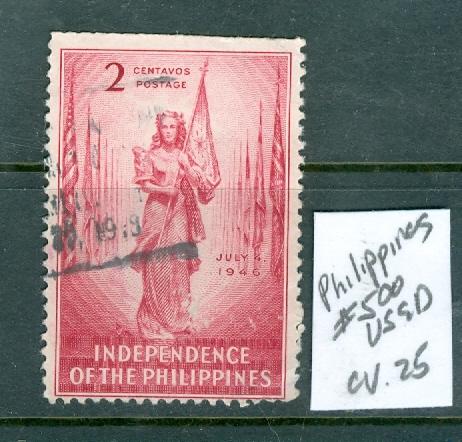 2 CENTAVOS
POSTAGE
JULY 4,
1946
INDEPENDENCE
OF THE PHILIPPINES
Philippines
#500
USED
CV .25